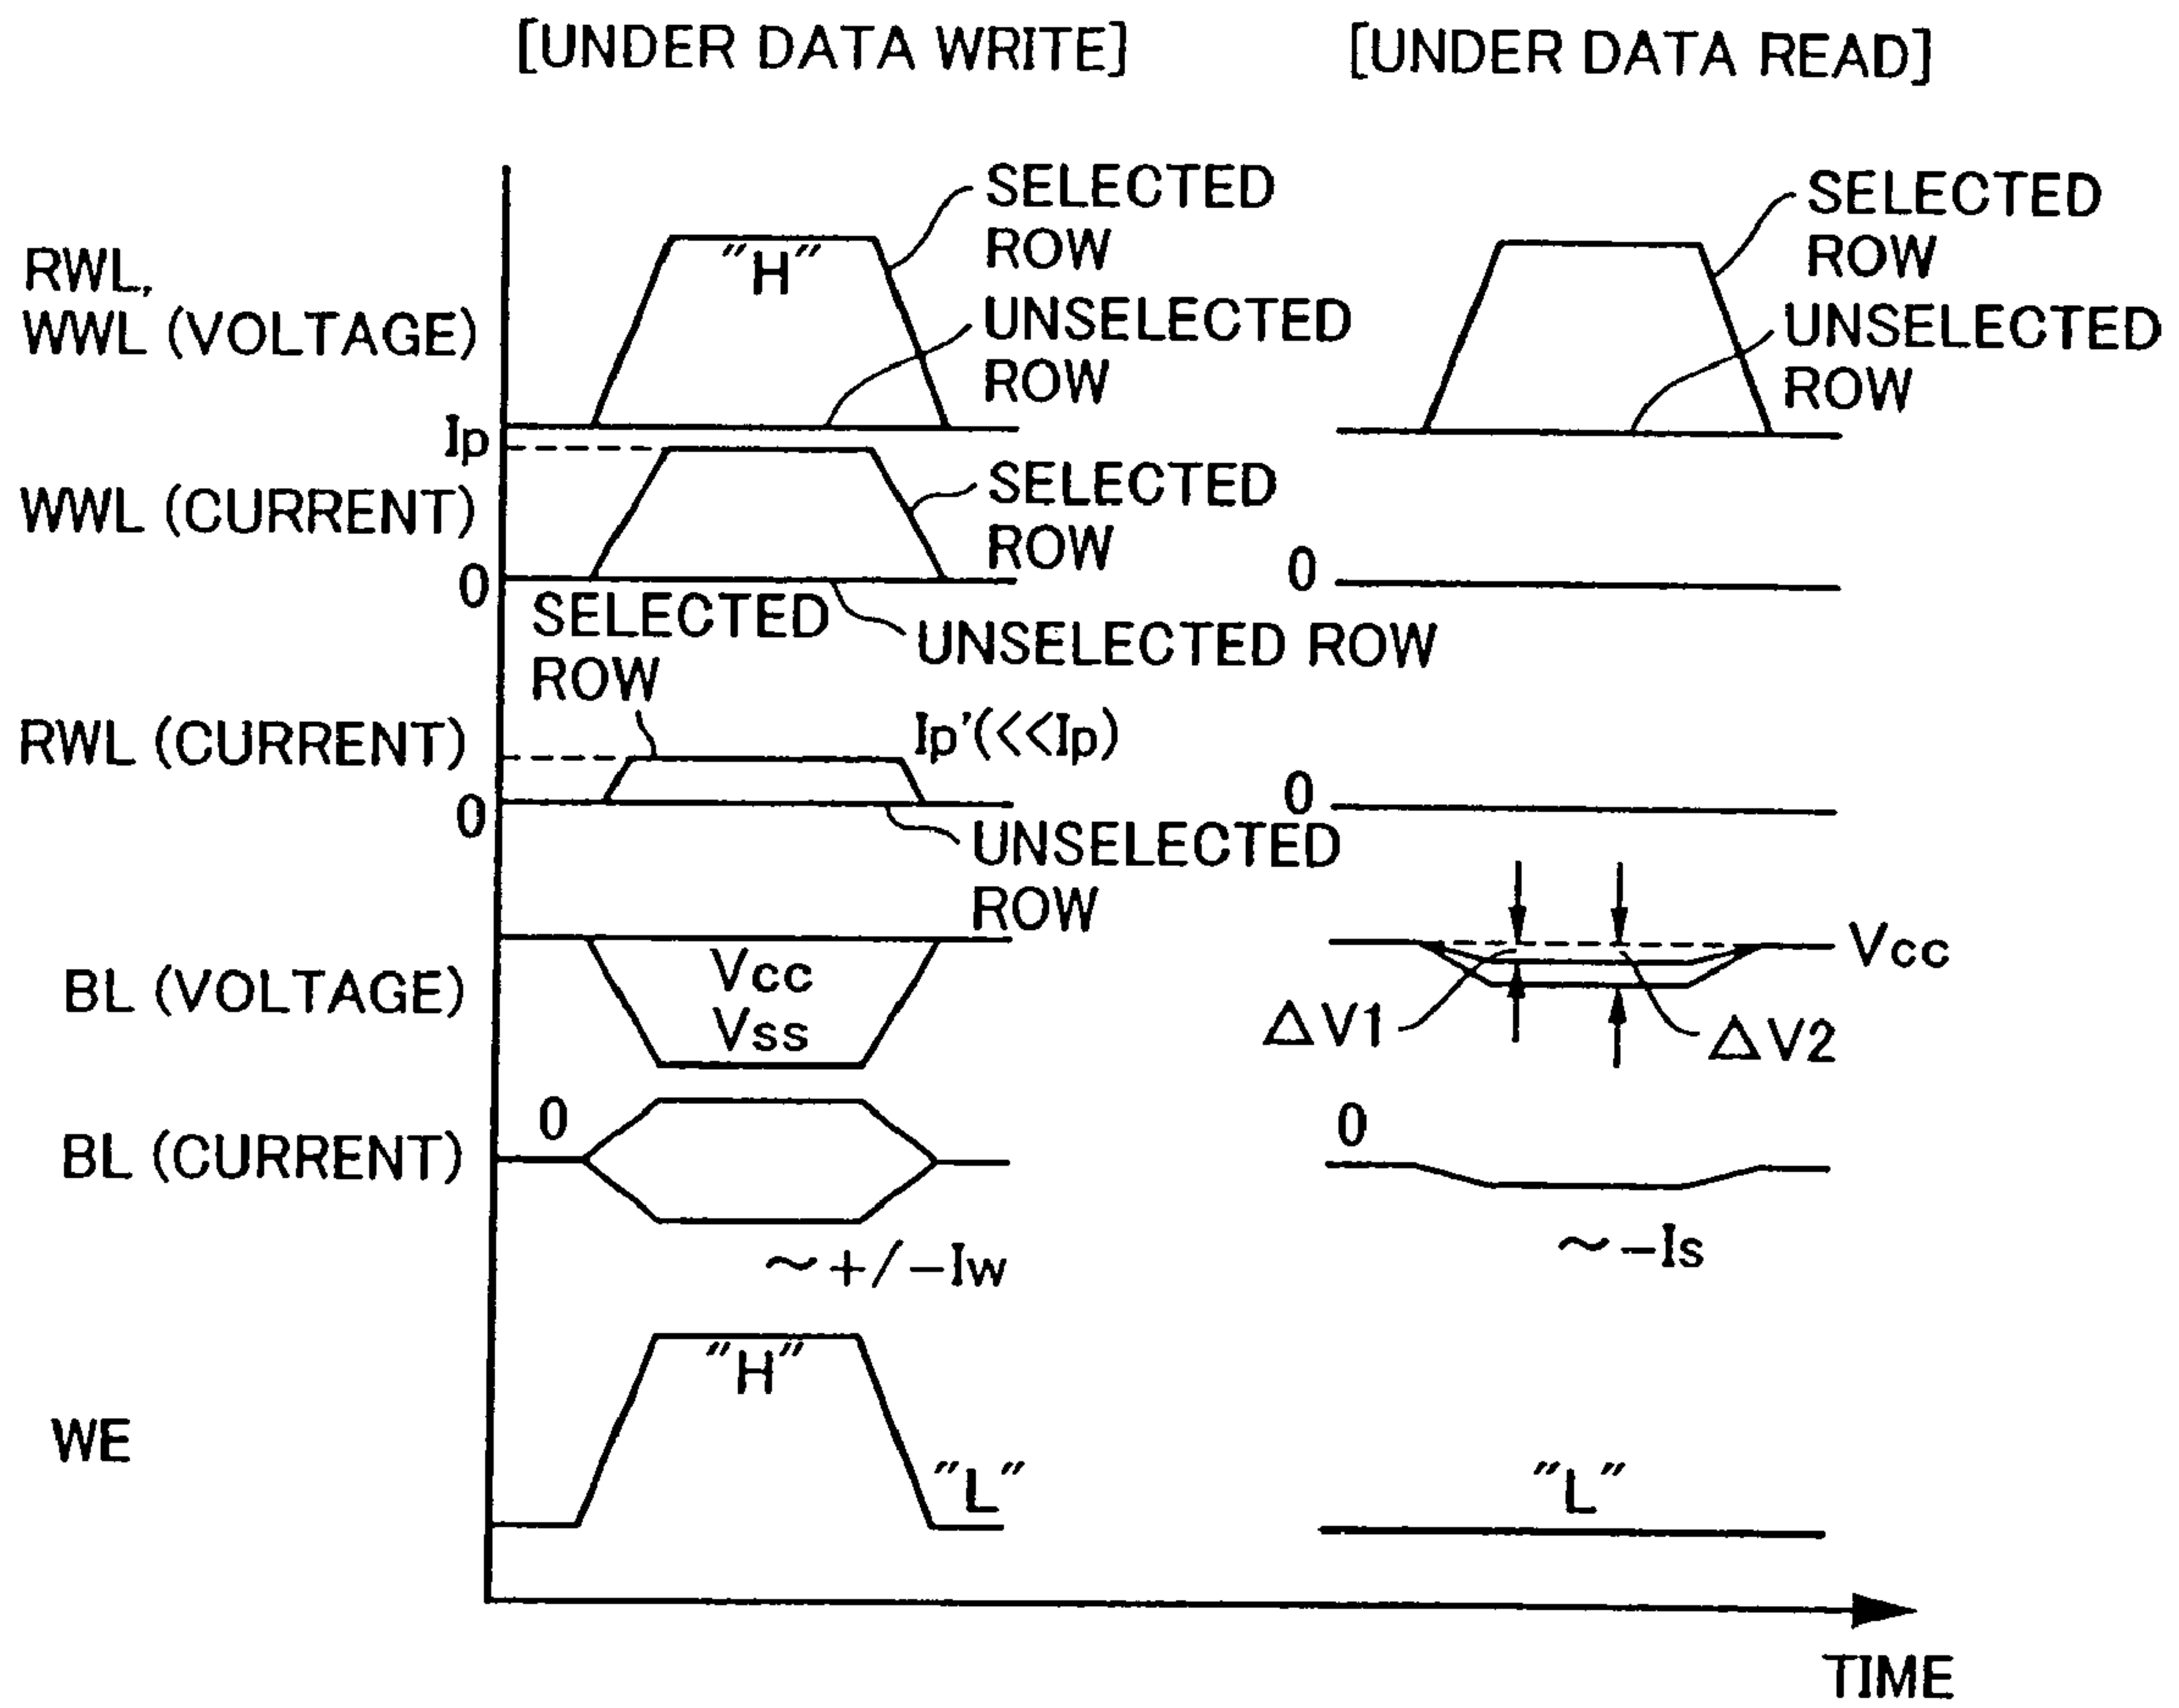 [UNDER DATA WRITE]
[UNDER DATA READ]
RWL,
WWL (VOLTAGE)
"H"
SELECTED
ROW
UNSELECTED
ROW
SELECTED
ROW
UNSELECTED
ROW
Ip
WWL (CURRENT)
0
SELECTED
ROW
UNSELECTED ROW
0
SELECTED
ROW
RWL (CURRENT)
Ip'(<<Ip)
0
UNSELECTED
ROW
0
BL (VOLTAGE)
Vcc
Vss
Vcc
△V1
△V2
BL (CURRENT)
0
~+/-Iw
0
~-Is
WE
"H"
"L"
"L"
TIME